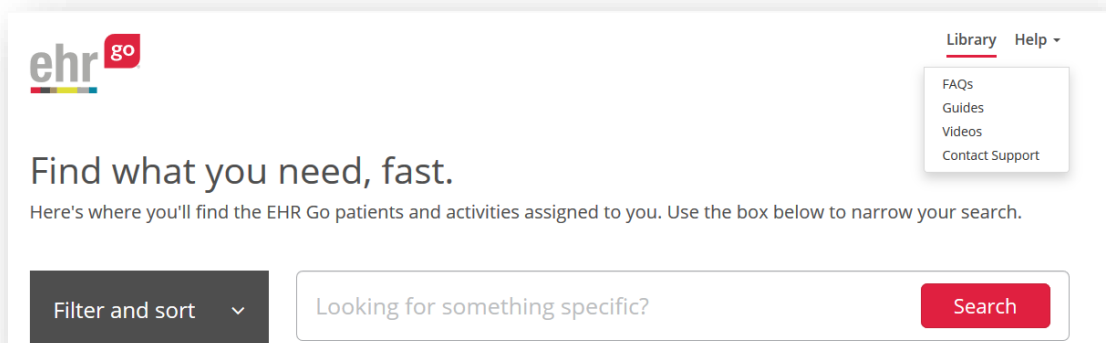 ehr go
Library Help
FAQs
Guides
Videos
Contact Support
Find what you need, fast.
Here's where you'll find the EHR Go patients and activities assigned to you. Use the box below to narrow your search.
Filter and sort
Looking for something specific?
Search